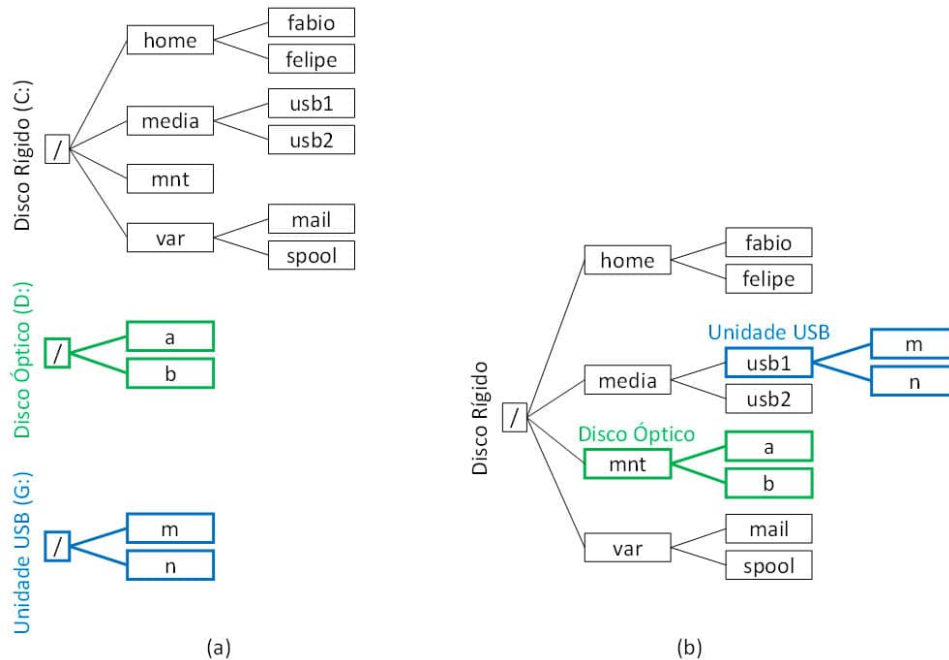 Disco Rígido (C:)
/
home
fabio
felipe
media
usb1
usb2
mnt
var
mail
spool
Disco Óptico (D:)
/
a
b
Unidade USB (G:)
/
m
n
(a)
Disco Rígido
/
home
fabio
felipe
media
Unidade USB
usb1
m
n
usb2
Disco Óptico
mnt
a
b
var
mail
spool
(b)